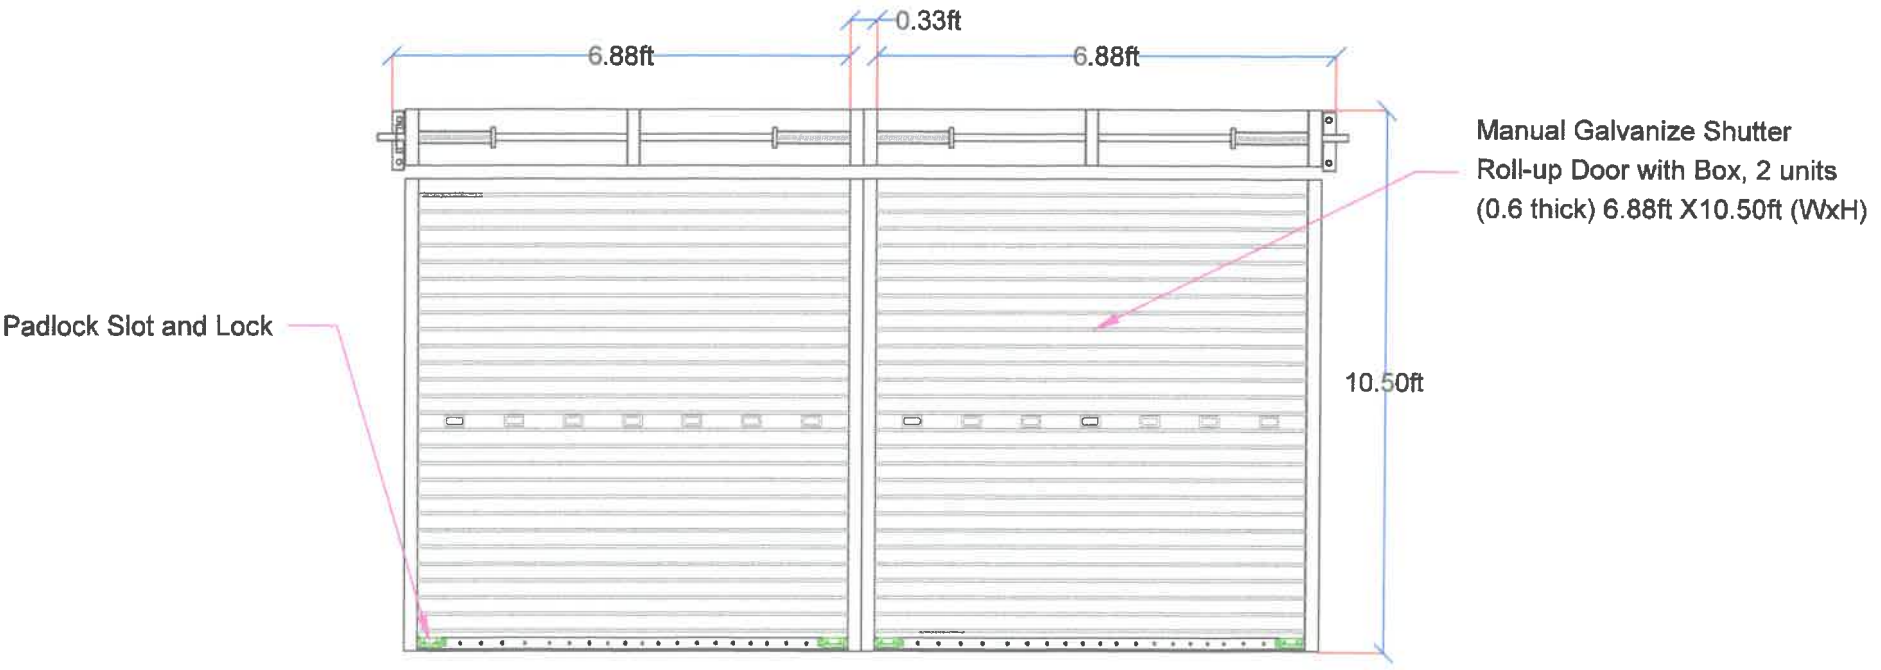 0.33ft
6.88ft
6.88ft
Manual Galvanize Shutter
Roll-up Door with Box, 2 units
(0.6 thick) 6.88ft X10.50ft (WxH)
Padlock Slot and Lock
10.50ft